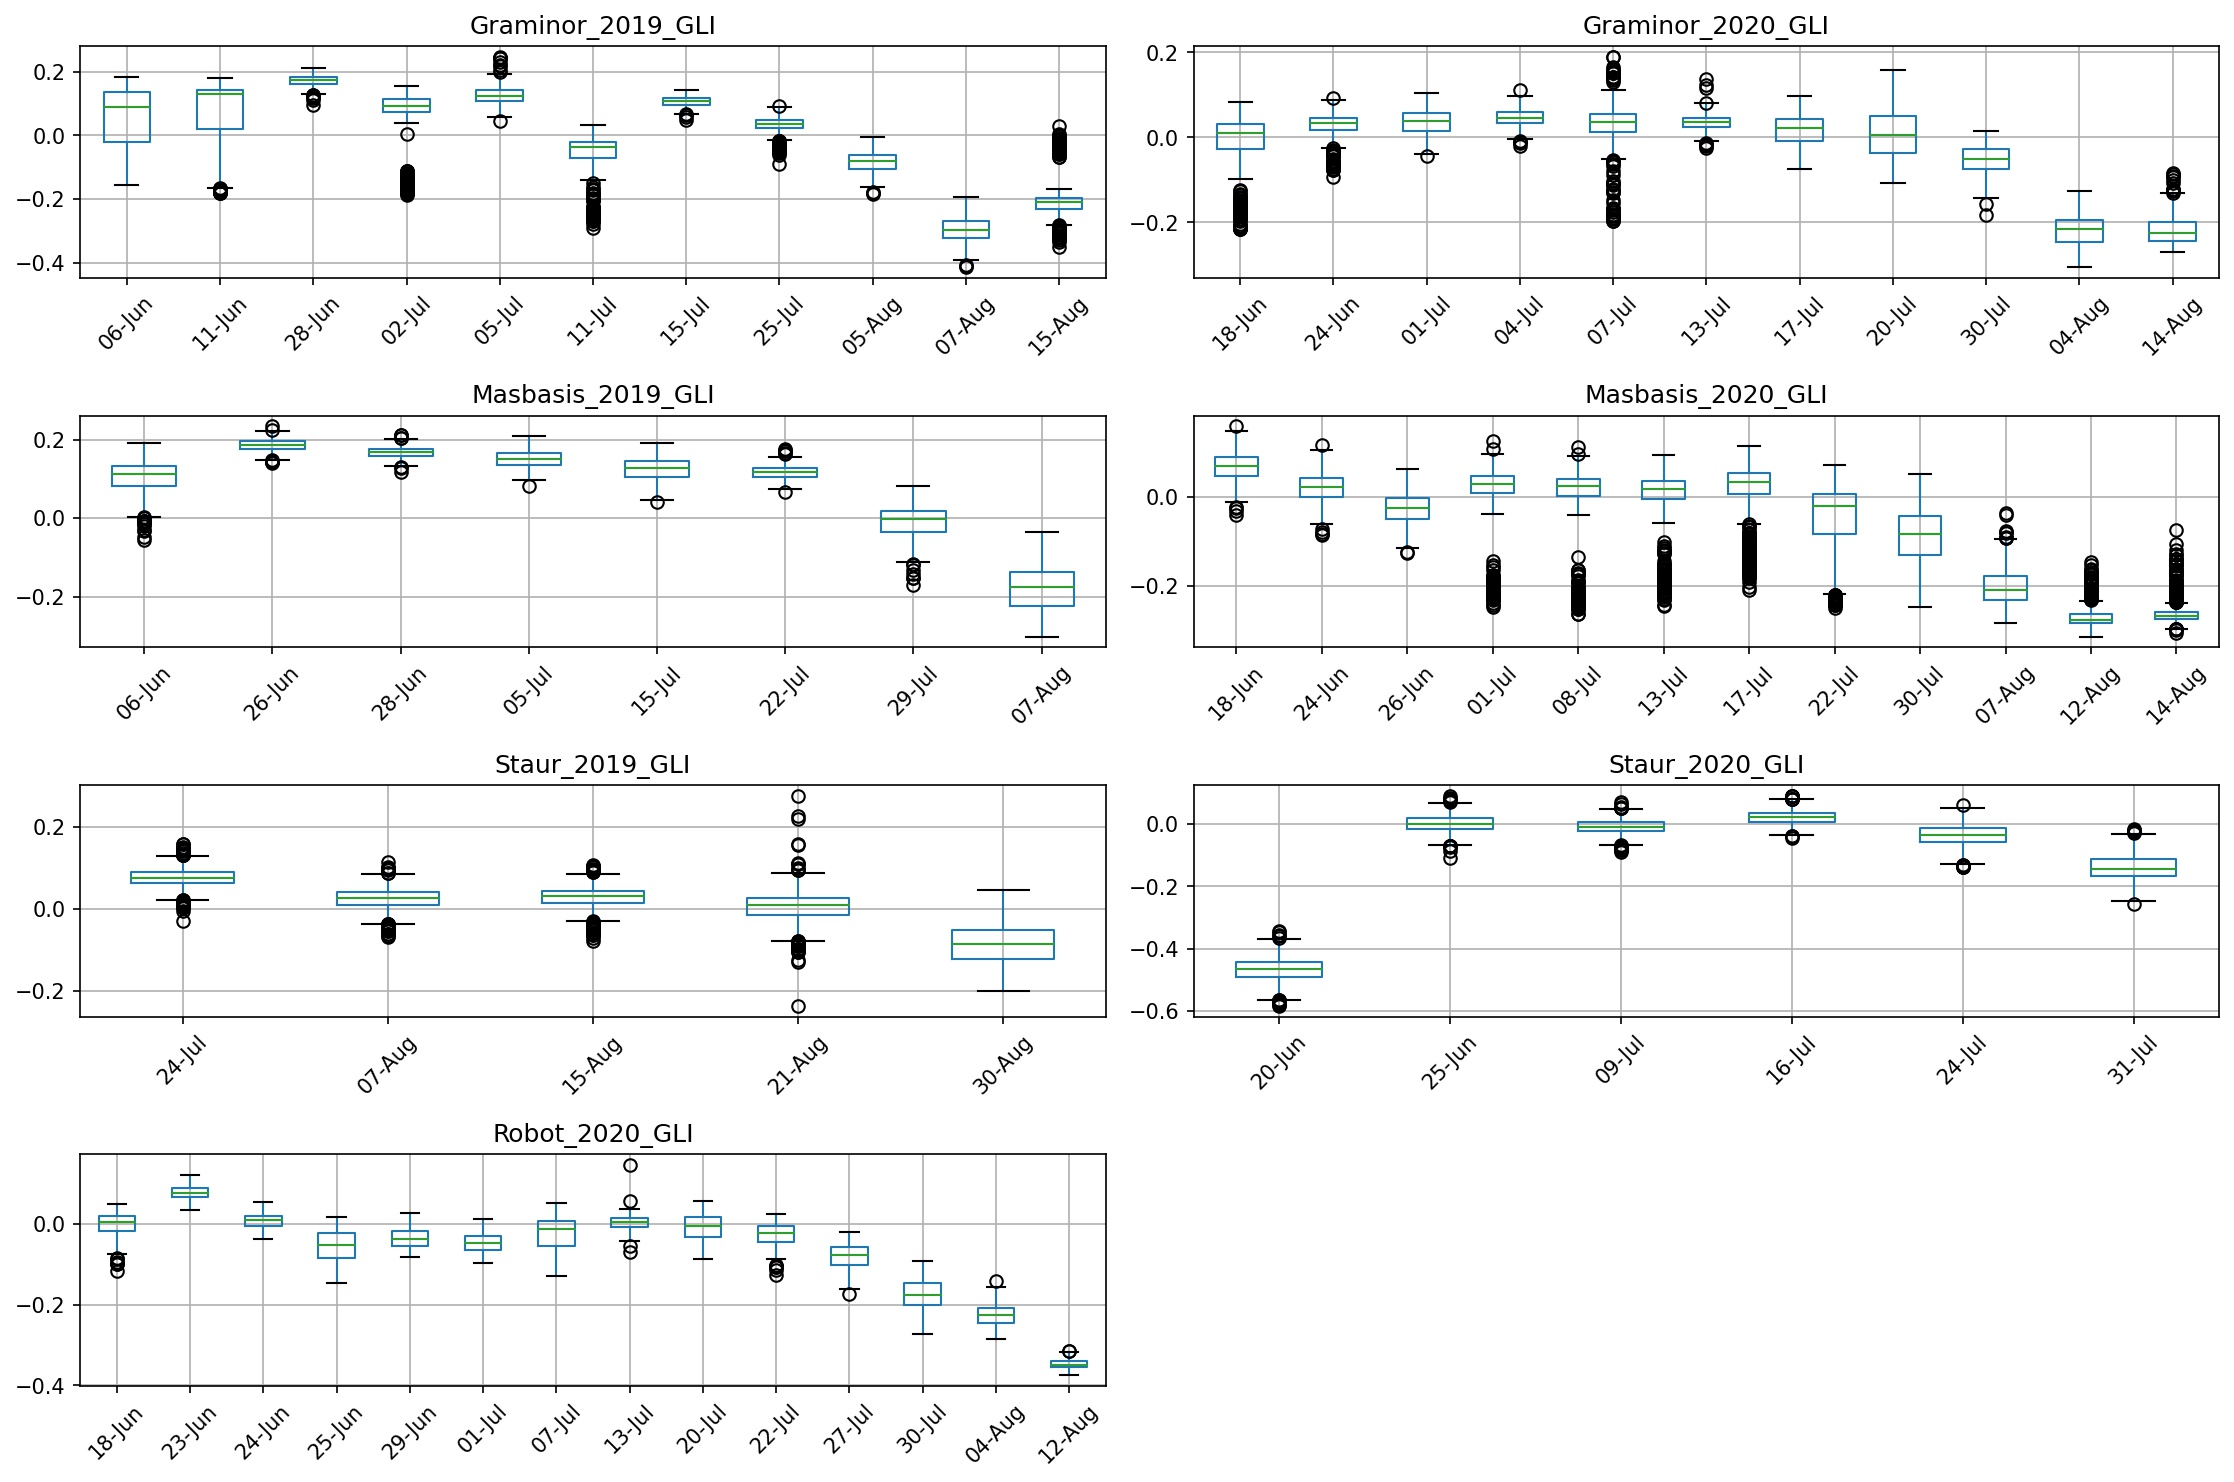 Graminor_2019_GLI
0.2
0.0
−0.2
−0.4
06-Jun 11-Jun 28-Jun 02-Jul 05-Jul 11-Jul 15-Jul 25-Jul 05-Aug 07-Aug 15-Aug
Graminor_2020_GLI
0.2
0.0
−0.2
18-Jun 24-Jun 01-Jul 04-Jul 07-Jul 13-Jul 17-Jul 20-Jul 30-Jul 04-Aug 14-Aug
Masbasis_2019_GLI
0.2
0.0
−0.2
06-Jun 26-Jun 28-Jun 05-Jul 15-Jul 22-Jul 29-Jul 07-Aug
Masbasis_2020_GLI
0.0
−0.2
18-Jun 24-Jun 26-Jun 01-Jul 08-Jul 13-Jul 17-Jul 22-Jul 30-Jul 07-Aug 12-Aug 14-Aug
Staur_2019_GLI
0.2
0.0
−0.2
24-Jul 07-Aug 15-Aug 21-Aug 30-Aug
Staur_2020_GLI
0.0
−0.2
−0.4
−0.6
20-Jun 25-Jun 09-Jul 16-Jul 24-Jul 31-Jul
Robot_2020_GLI
0.0
−0.2
−0.4
18-Jun 23-Jun 24-Jun 25-Jun 29-Jun 01-Jul 07-Jul 13-Jul 20-Jul 22-Jul 27-Jul 30-Jul 04-Aug 12-Aug